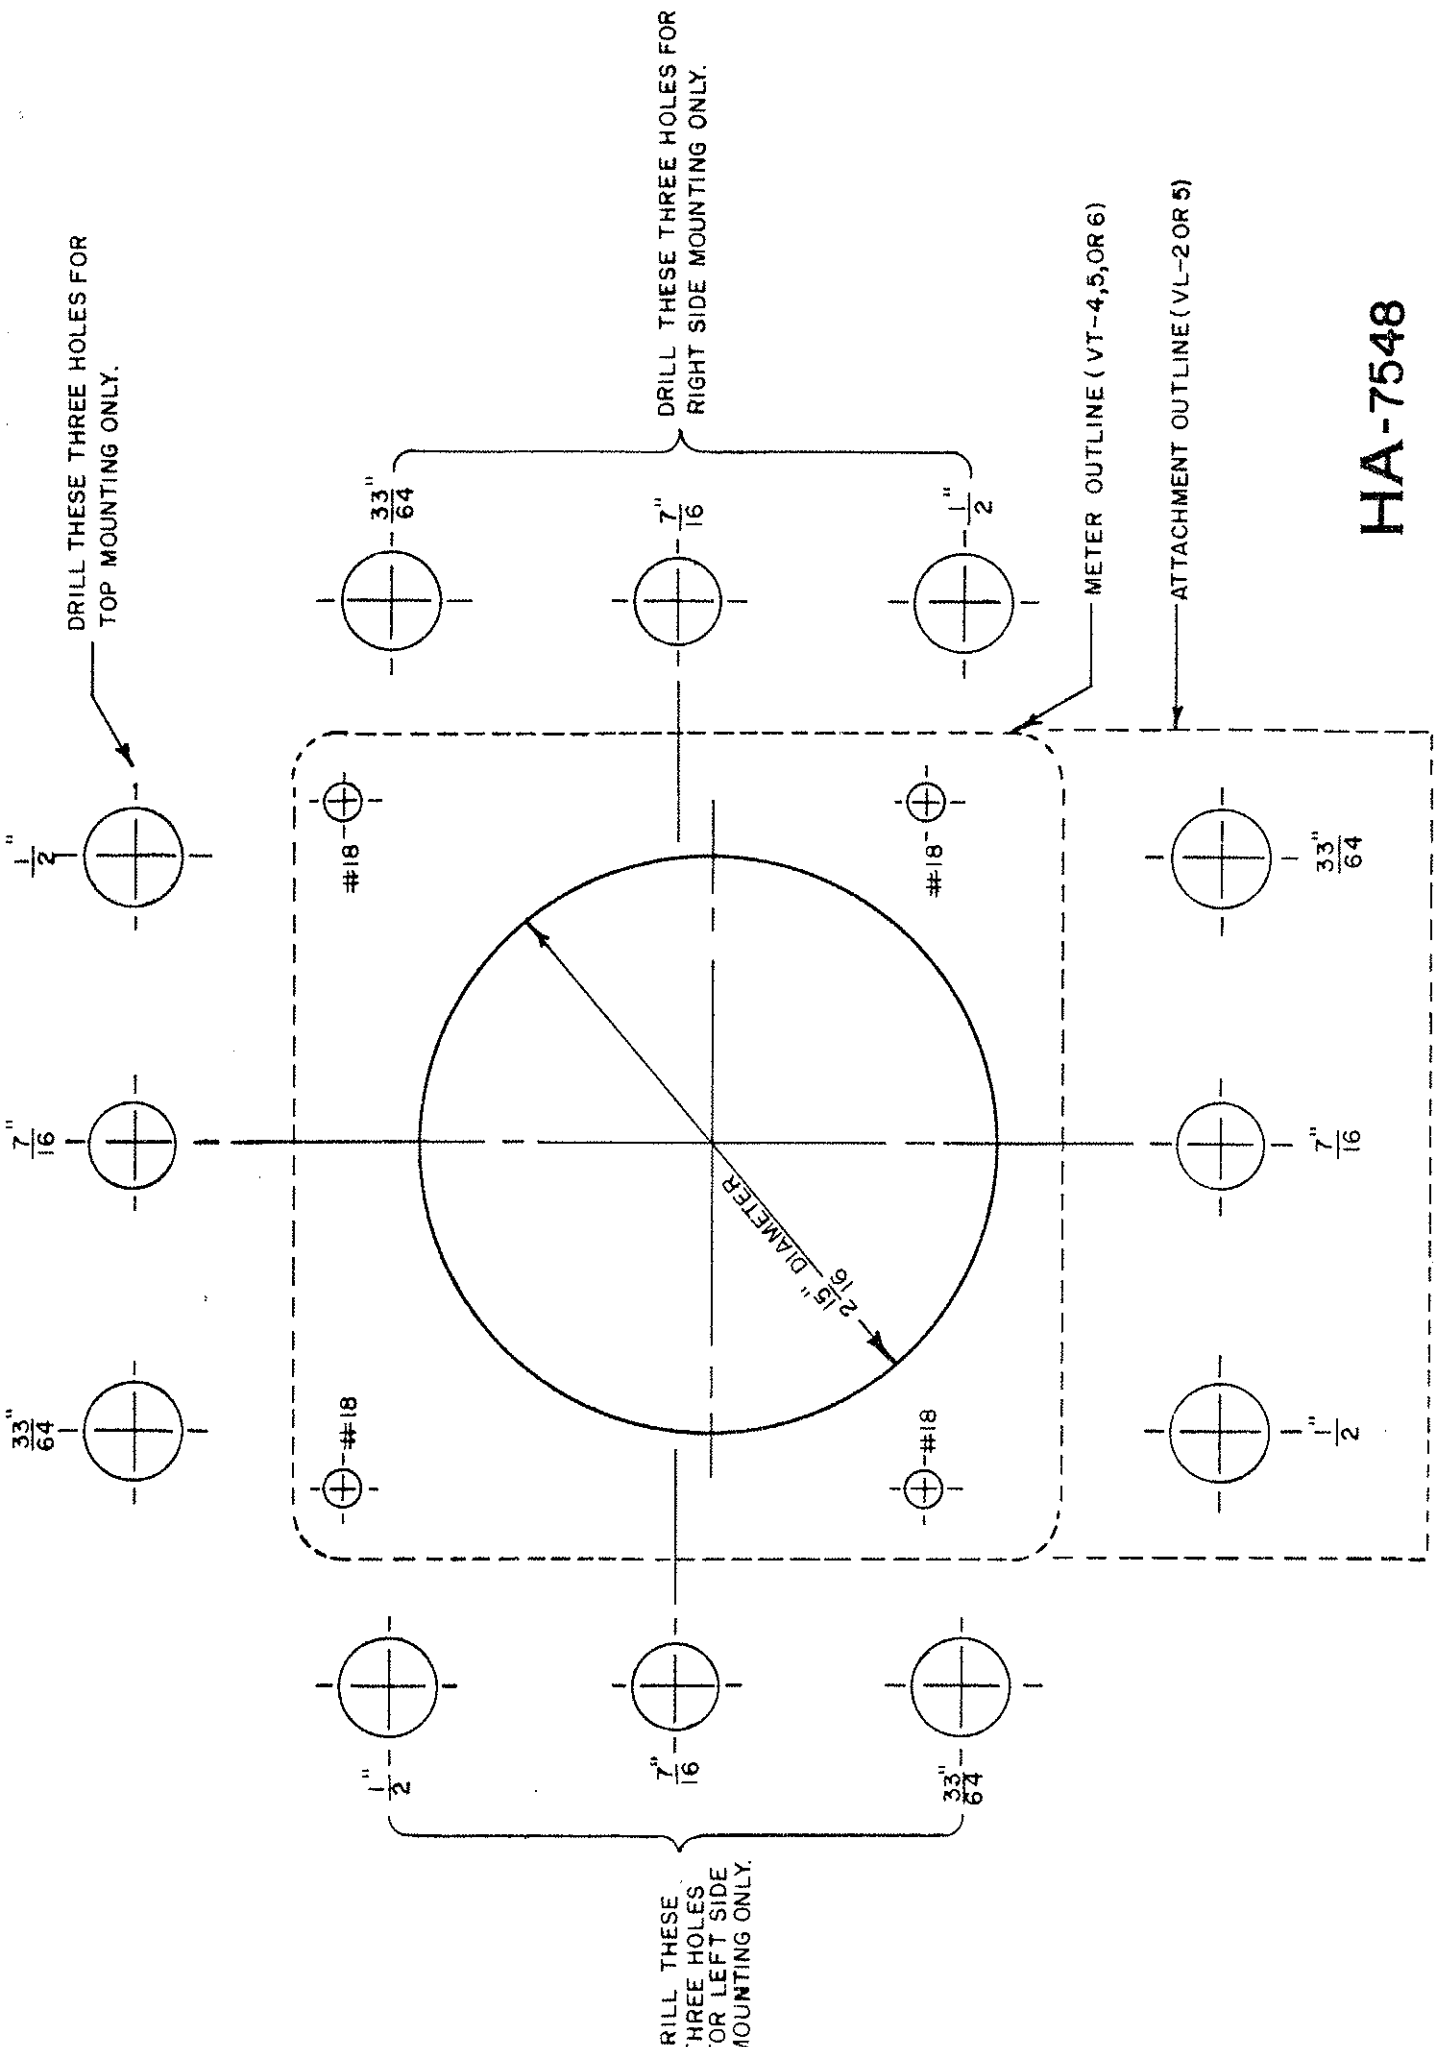 DRILL THESE THREE HOLES FOR
TOP MOUNTING ONLY.
33"
64
7"
16
1"
2
DRILL THESE THREE HOLES FOR
RIGHT SIDE MOUNTING ONLY.
33"
64
7"
16
1"
2
#18
#18
#18
#18
2 15" DIAMETER
16
RILL THESE
HREE HOLES
OR LEFT SIDE
MOUNTING ONLY.
1"
2
7"
16
33"
64
METER OUTLINE (VT-4,5,OR 6)
ATTACHMENT OUTLINE (VL-2 OR 5)
1"
2
7"
16
33"
64
HA-7548